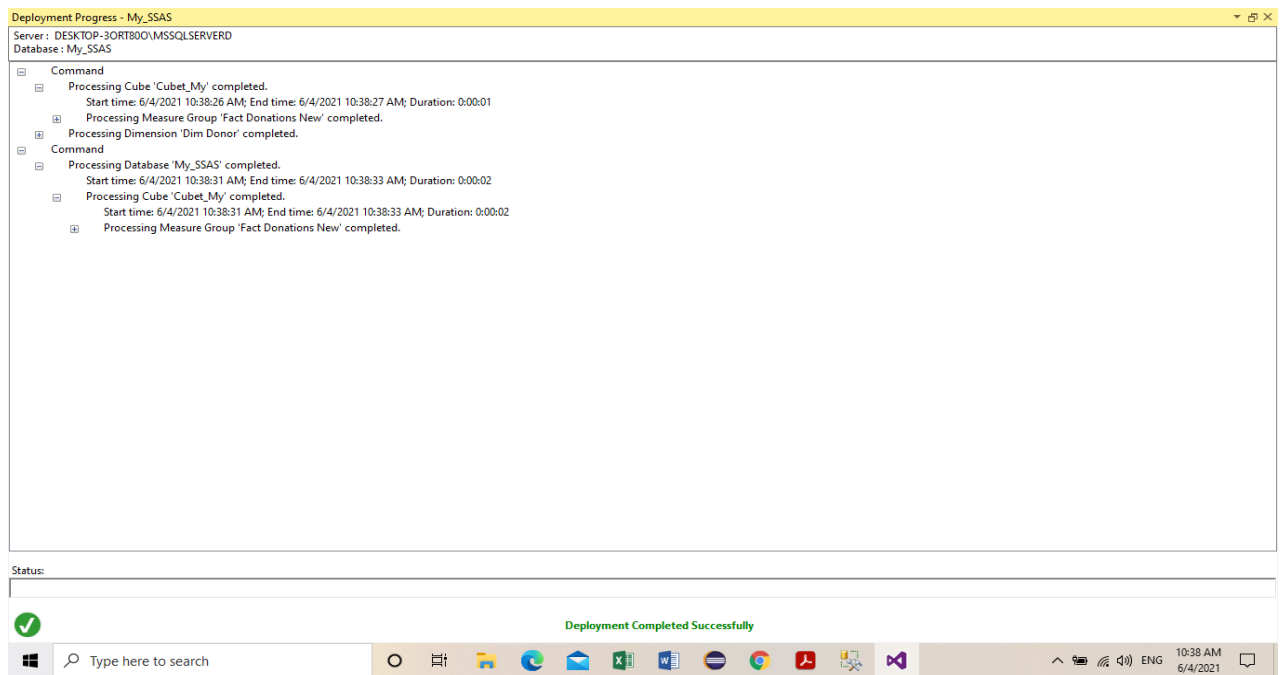 Deployment Progress - My_SSAS
Server : DESKTOP-3ORT80O\MSSQLSERVERD
Database : My_SSAS
Command
Processing Cube 'Cubet_My' completed.
Start time: 6/4/2021 10:38:26 AM; End time: 6/4/2021 10:38:27 AM; Duration: 0:00:01
Processing Measure Group 'Fact Donations New' completed.
Processing Dimension 'Dim Donor' completed.
Command
Processing Database 'My_SSAS' completed.
Start time: 6/4/2021 10:38:31 AM; End time: 6/4/2021 10:38:33 AM; Duration: 0:00:02
Processing Cube 'Cubet_My' completed.
Start time: 6/4/2021 10:38:31 AM; End time: 6/4/2021 10:38:33 AM; Duration: 0:00:02
Processing Measure Group 'Fact Donations New' completed.
Status:
Deployment Completed Successfully
Type here to search
ENG
10:38 AM
6/4/2021